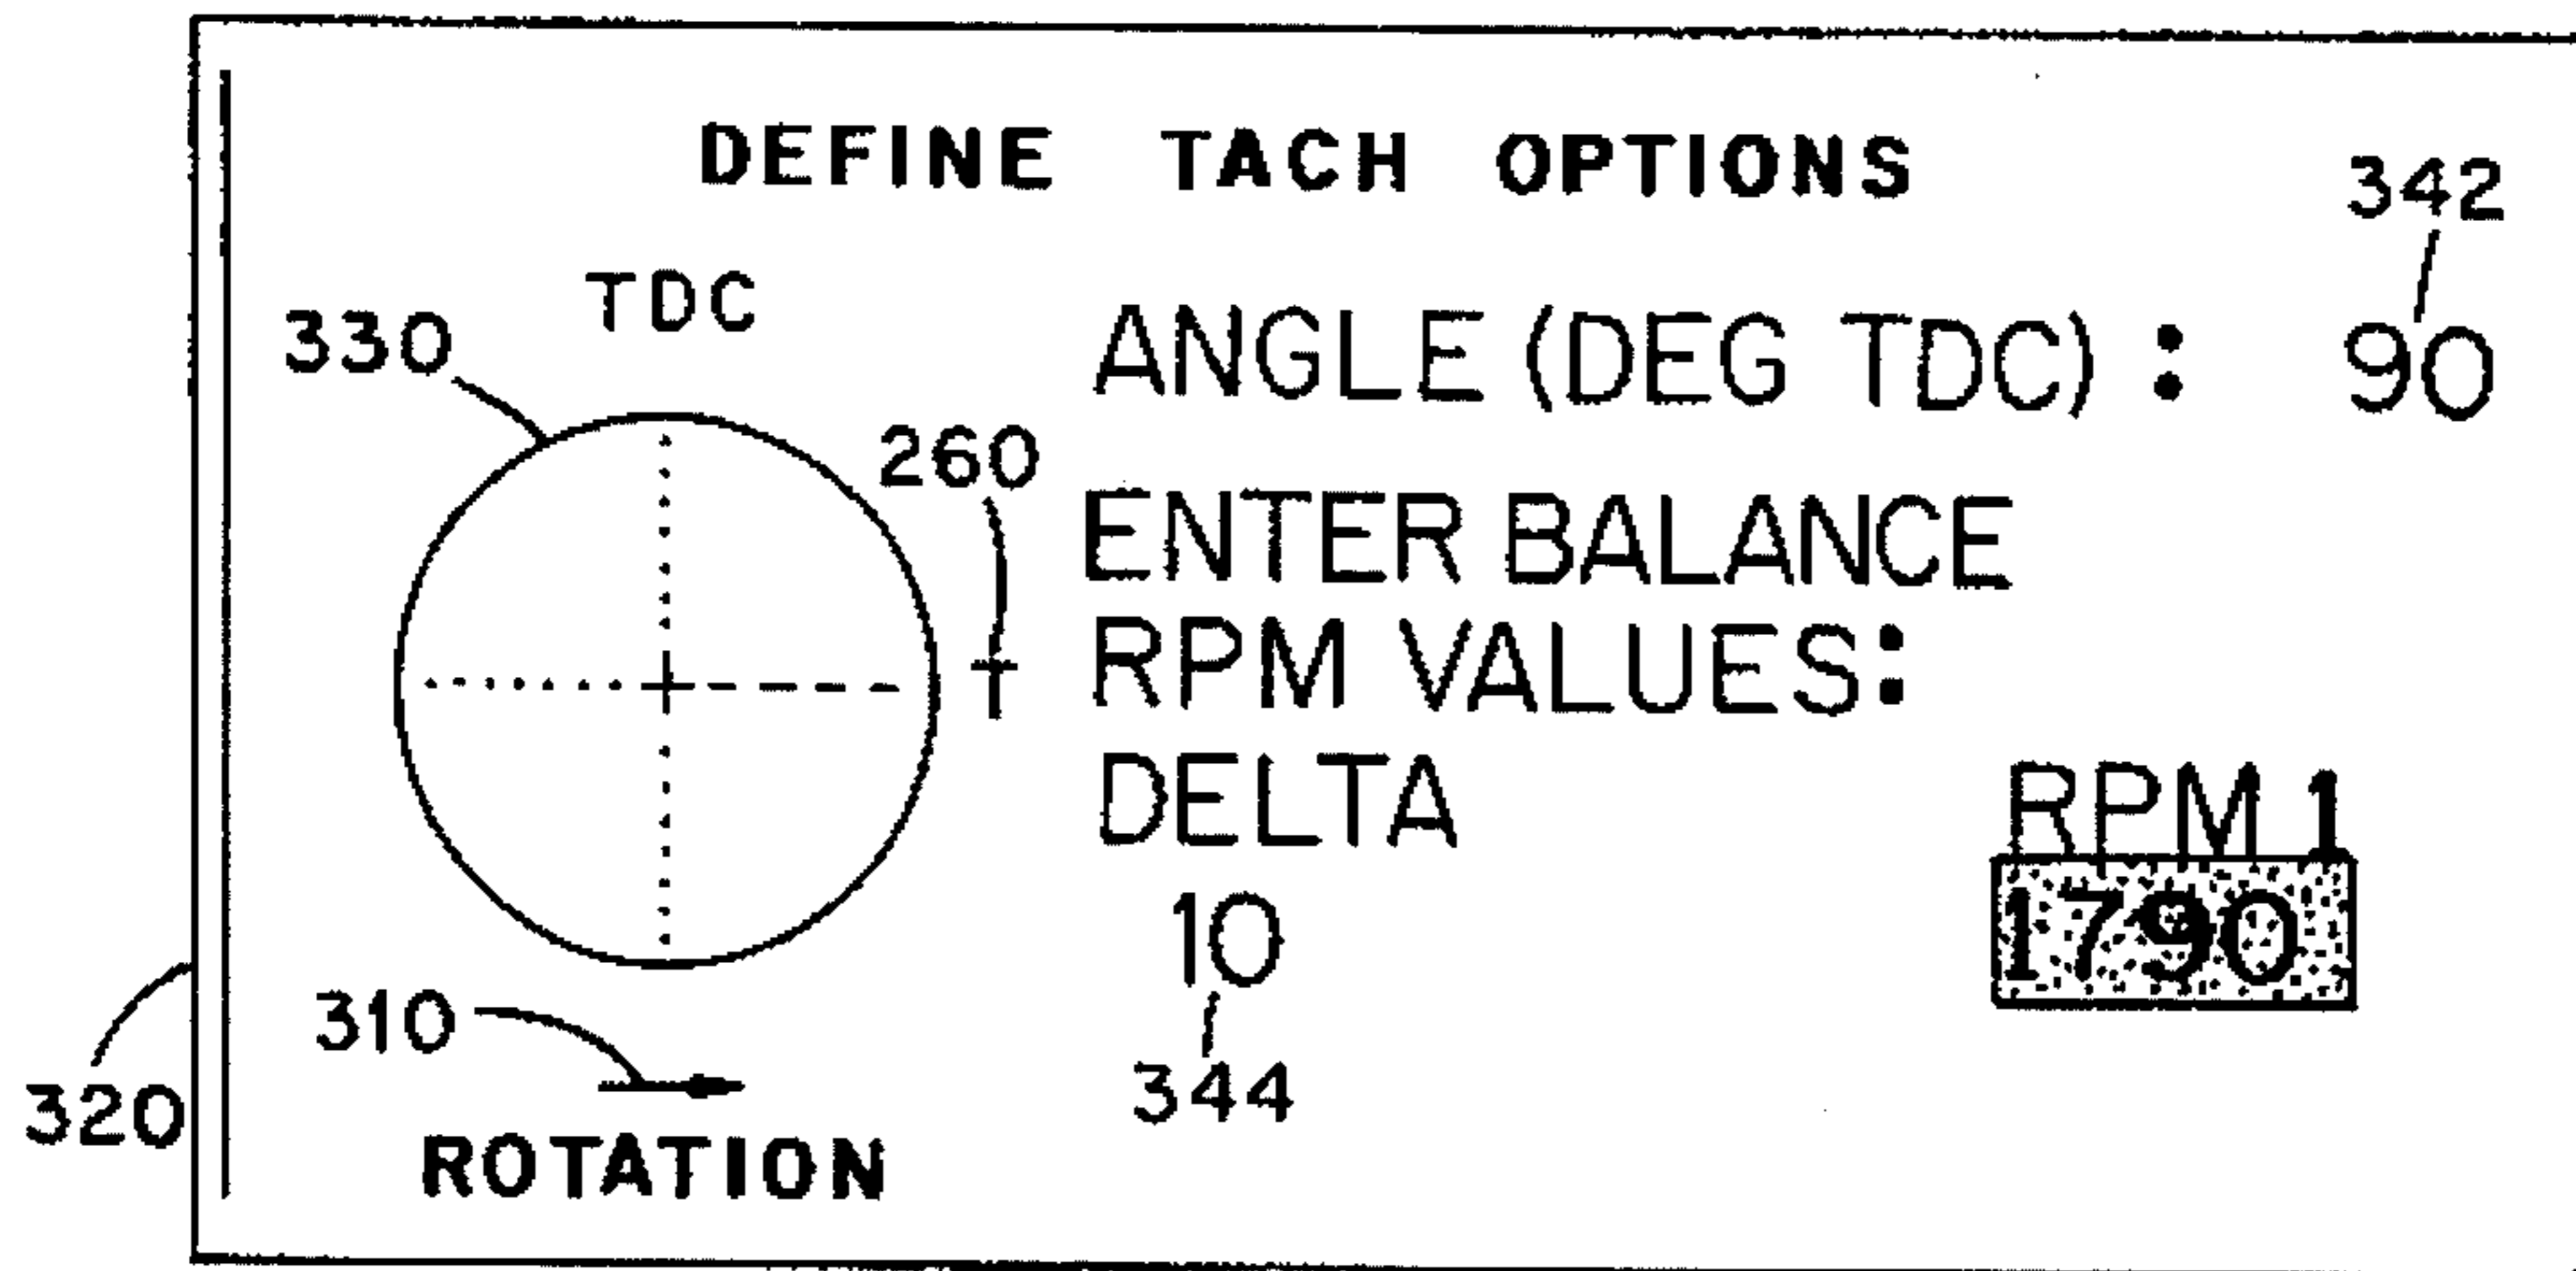 DEFINE TACH OPTIONS
342
TDC
330
ANGLE (DEG TDC) : 90
260
ENTER BALANCE
T
RPM VALUES:
DELTA
RPM 1
10
1790
310
344
320
ROTATION